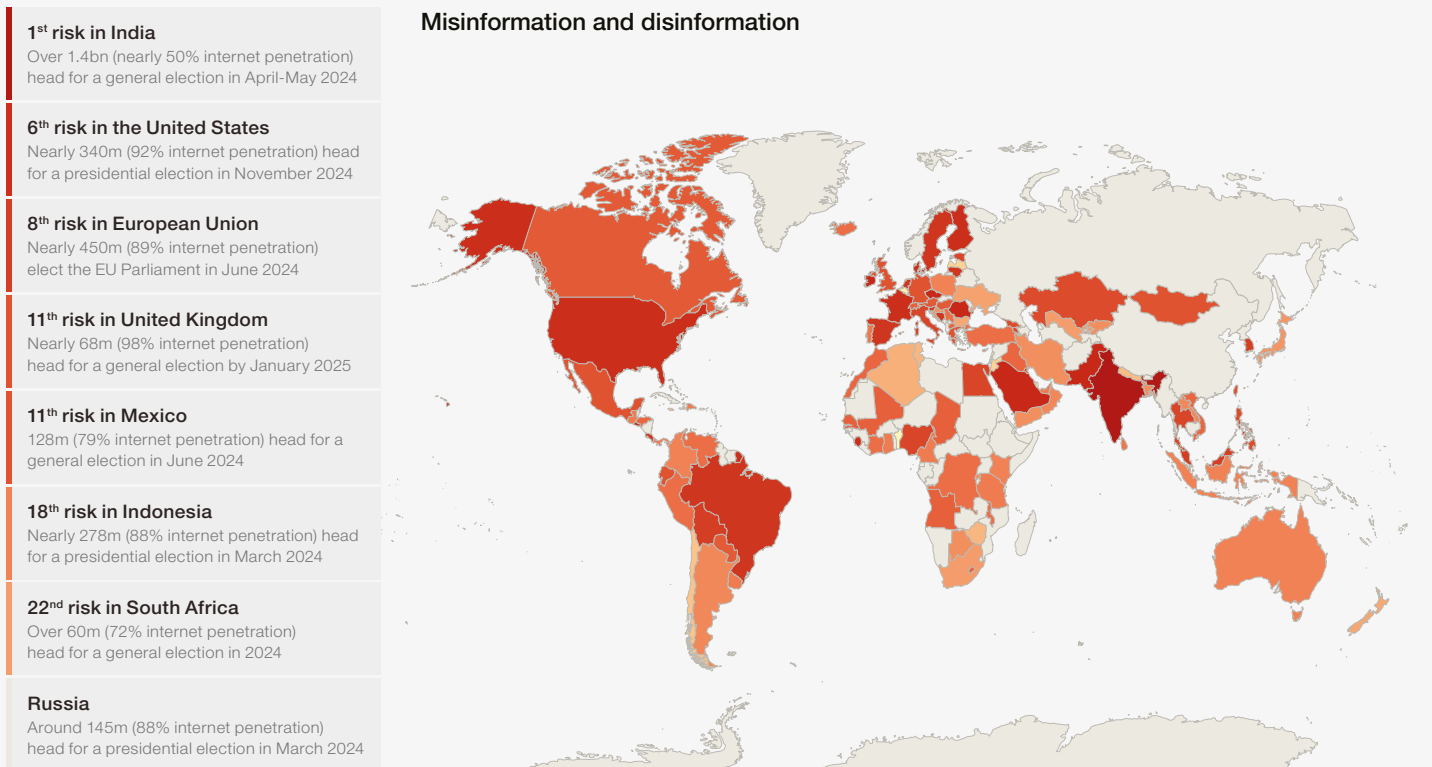 Misinformation and disinformation
1st risk in India
Over 1.4bn (nearly 50% internet penetration)
head for a general election in April-May 2024
6th risk in the United States
Nearly 340m (92% internet penetration) head
for a presidential election in November 2024
8th risk in European Union
Nearly 450m (89% internet penetration)
elect the EU Parliament in June 2024
11th risk in United Kingdom
Nearly 68m (98% internet penetration)
head for a general election by January 2025
11th risk in Mexico
128m (79% internet penetration) head for a
general election in June 2024
18th risk in Indonesia
Nearly 278m (88% internet penetration) head
for a presidential election in March 2024
22nd risk in South Africa
Over 60m (72% internet penetration)
head for a general election in 2024
Russia
Around 145m (88% internet penetration)
head for a presidential election in March 2024